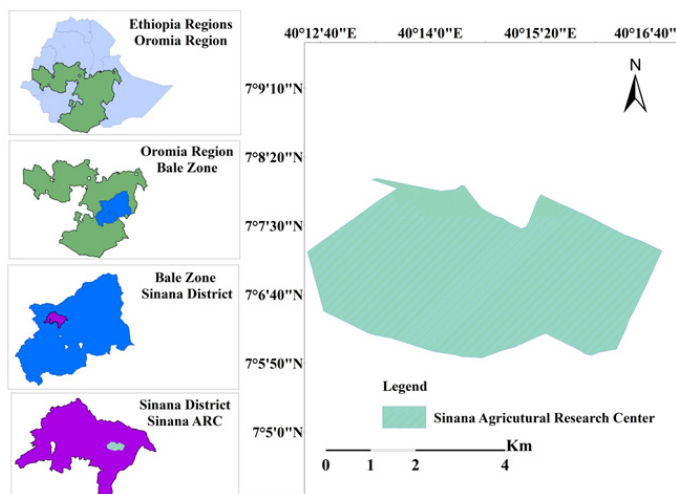 Ethiopia Regions
Oromia Region
Oromia Region
Bale Zone
Bale Zone
Sinana District
Sinana District
Sinana ARC
40°12'40"E 40°14'0"E 40°15'20"E 40°16'40"E
7°9'10"N
7°8'20"N
7°7'30"N
7°6'40"N
7°5'50"N
7°5'0"N
N
Legend
Sinana Agricutural Research Center
Km
0 1 2 4